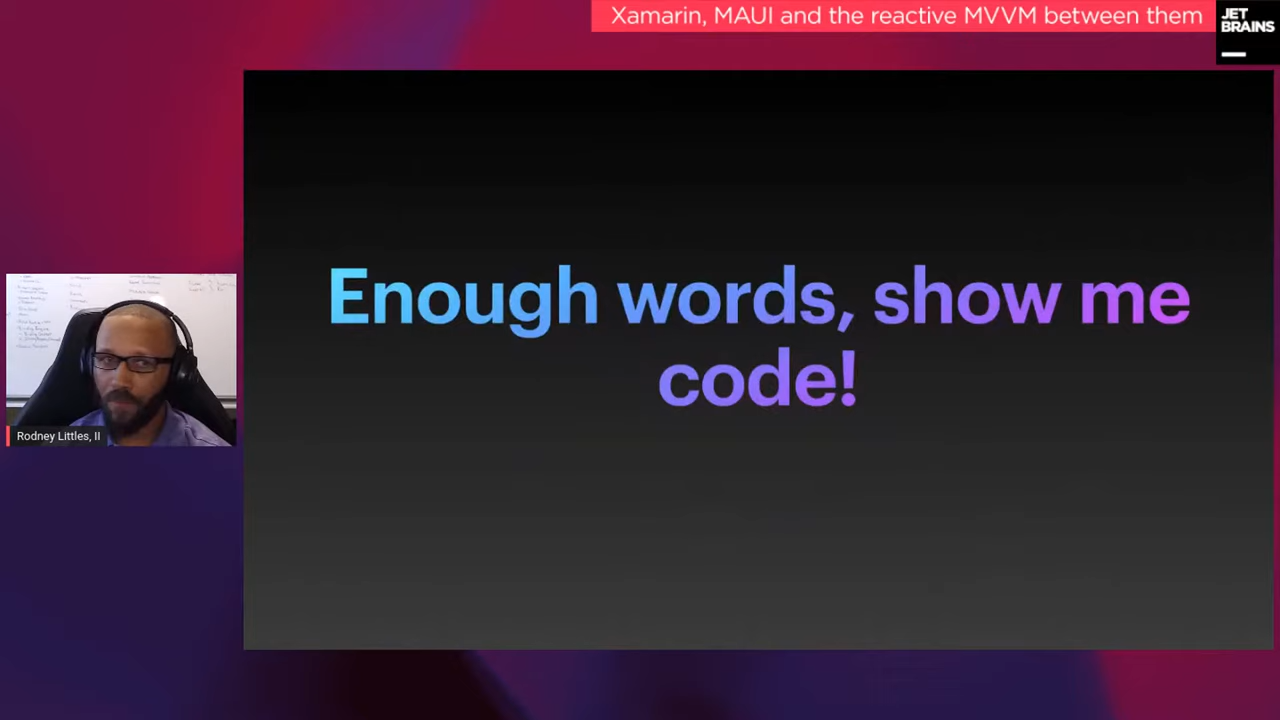 Xamarin, MAUI and the reactive MVVM between them
JET
BRAINS
Enough words, show me
code!
Rodney Littles, II